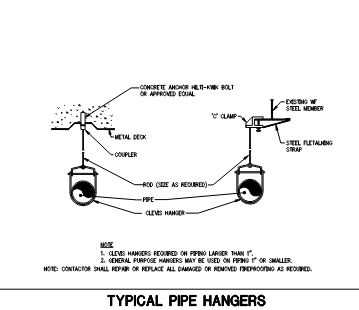 CONCRETE ANCHOR HILTI-KWIK BOLT
OR APPROVED EQUAL
EXISTING WF
STEEL MEMBER
"C" CLAMP
METAL DECK
COUPLER
STEEL
STRAP
ROD (SIZE AS REQUIRED)
PIPE
CLEVIS HANGER
NOTE
1. CLEVIS HANGERS REQUIRED ON PIPING LARGER THAN 1".
2. GENERAL PURPOSE HANGERS MAY BE USED ON PIPING 1" OR SMALLER.
NOTE: CONTACTOR SHALL REPAIR OR REPLACE ALL DAMAGED OR REMOVED FIREPROOFING AS REQUIRED.
TYPICAL PIPE HANGERS